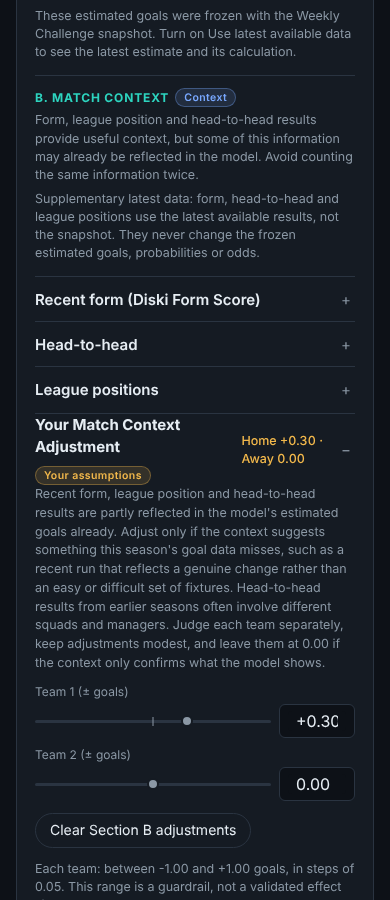 These estimated goals were frozen with the Weekly
Challenge snapshot. Turn on Use latest available data
to see the latest estimate and its calculation.
B. MATCH CONTEXT Context
Form, league position and head-to-head results
provide useful context, but some of this information
may already be reflected in the model. Avoid counting
the same information twice.
Supplementary latest data: form, head-to-head and
league positions use the latest available results, not
the snapshot. They never change the frozen
estimated goals, probabilities or odds.
Recent form (Diski Form Score) +
Head-to-head +
League positions +
Your Match Context
Adjustment
Your assumptions
Home +0.30 ·
Away 0.00
−
Recent form, league position and head-to-head
results are partly reflected in the model's estimated
goals already. Adjust only if the context suggests
something this season's goal data misses, such as a
recent run that reflects a genuine change rather than
an easy or difficult set of fixtures. Head-to-head
results from earlier seasons often involve different
squads and managers. Judge each team separately,
keep adjustments modest, and leave them at 0.00 if
the context only confirms what the model shows.
Team 1 (± goals)
+0.30
Team 2 (± goals)
0.00
Clear Section B adjustments
Each team: between -1.00 and +1.00 goals, in steps of
0.05. This range is a guardrail, not a validated effect